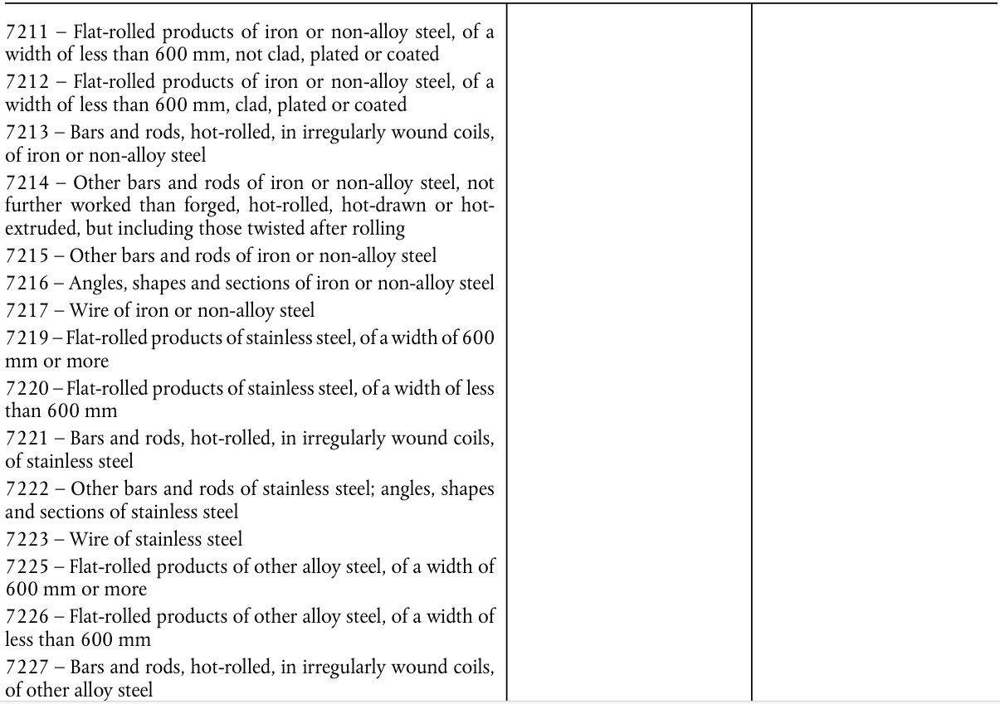 7211 – Flat-rolled products of iron or non-alloy steel, of a
width of less than 600 mm, not clad, plated or coated
7212 – Flat-rolled products of iron or non-alloy steel, of a
width of less than 600 mm, clad, plated or coated
7213 – Bars and rods, hot-rolled, in irregularly wound coils,
of iron or non-alloy steel
7214 – Other bars and rods of iron or non-alloy steel, not
further worked than forged, hot-rolled, hot-drawn or hot-
extruded, but including those twisted after rolling
7215 – Other bars and rods of iron or non-alloy steel
7216 – Angles, shapes and sections of iron or non-alloy steel
7217 – Wire of iron or non-alloy steel
7219 – Flat-rolled products of stainless steel, of a width of 600
mm or more
7220 – Flat-rolled products of stainless steel, of a width of less
than 600 mm
7221 – Bars and rods, hot-rolled, in irregularly wound coils,
of stainless steel
7222 – Other bars and rods of stainless steel; angles, shapes
and sections of stainless steel
7223 – Wire of stainless steel
7225 – Flat-rolled products of other alloy steel, of a width of
600 mm or more
7226 – Flat-rolled products of other alloy steel, of a width of
less than 600 mm
7227 – Bars and rods, hot-rolled, in irregularly wound coils,
of other alloy steel